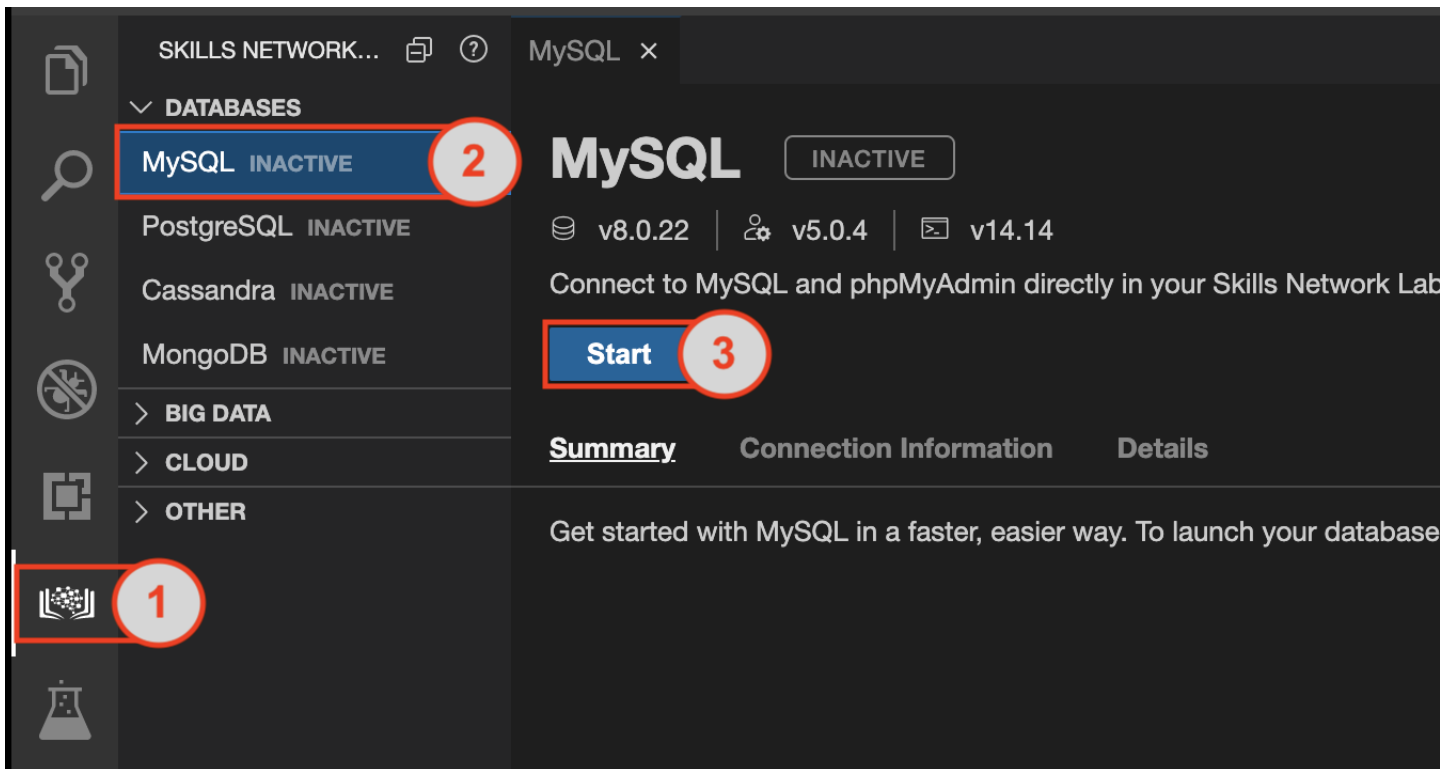 SKILLS NETWORK...
MySQL ×
DATABASES
MySQL INACTIVE
2
PostgreSQL INACTIVE
Cassandra INACTIVE
MongoDB INACTIVE
BIG DATA
CLOUD
OTHER
1
MySQL INACTIVE
v8.0.22 v5.0.4 v14.14
Connect to MySQL and phpMyAdmin directly in your Skills Network Lab
Start
3
Summary Connection Information Details
Get started with MySQL in a faster, easier way. To launch your database